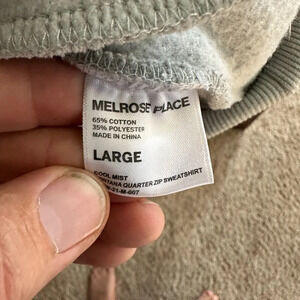 MELROSE PLACE
65% COTTON
35% POLYESTER
MADE IN CHINA
LARGE
COOL MIST
QUARTER ZIP SWEATSHIRT